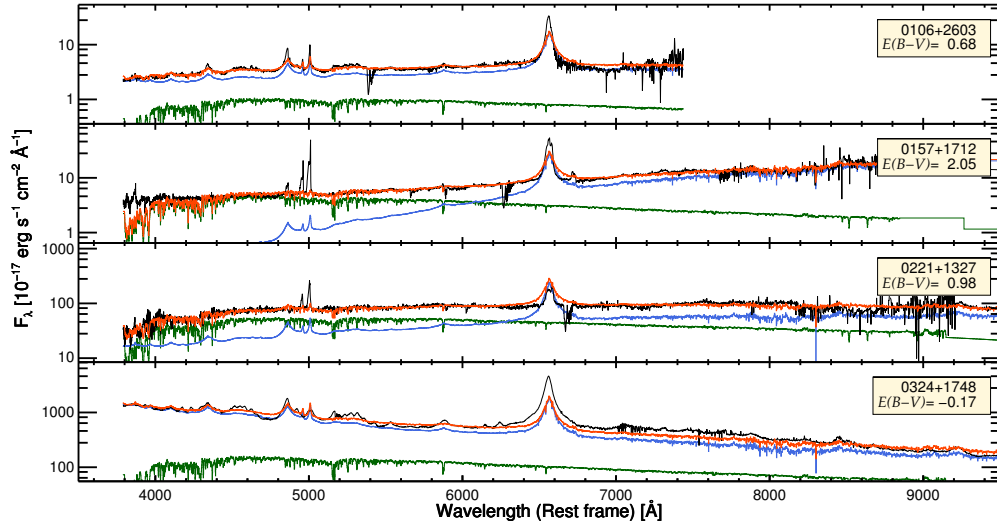 0106+2603
E(B−V)= 0.68
10
1
0157+1712
E(B−V)= 2.05
10
1
0221+1327
E(B−V)= 0.98
1000
100
10
0324+1748
E(B−V)= −0.17
1000
100
Fλ [10⁻¹⁷ erg s⁻¹ cm⁻² Å⁻¹]
4000 5000 6000 7000 8000 9000
Wavelength (Rest frame) [Å]